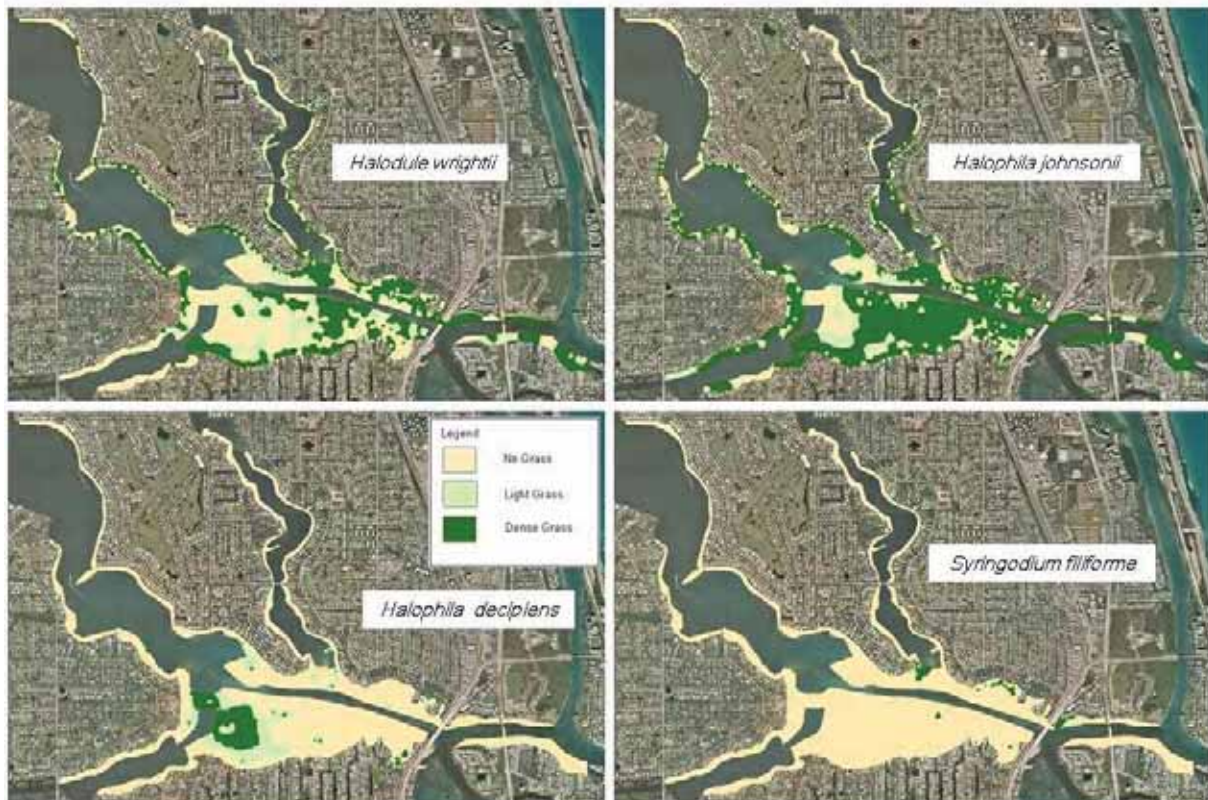 Halodule wrightii
Halophila johnsonii
Legend
No Grass
Light Grass
Dense Grass
Halophila decipiens
Syringodium filiforme